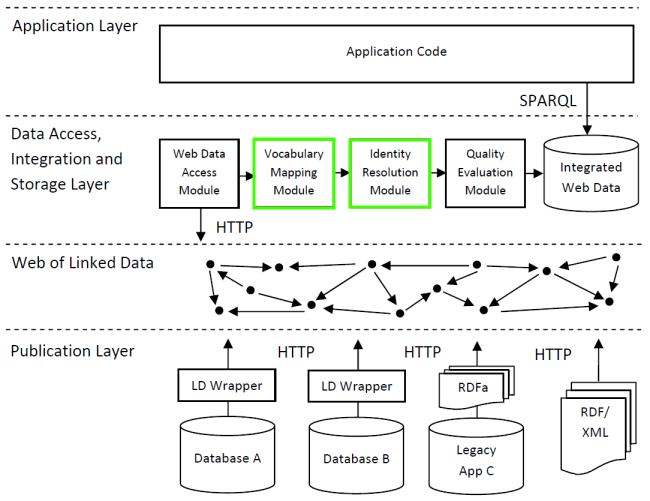 Application Layer
Application Code
SPARQL
Data Access,
Integration and
Storage Layer
Web Data
Access
Module
Vocabulary
Mapping
Module
Identity
Resolution
Module
Quality
Evaluation
Module
Integrated
Web Data
HTTP
Web of Linked Data
Publication Layer
HTTP
HTTP
HTTP
LD Wrapper
LD Wrapper
RDFa
RDF/
XML
Database A
Database B
Legacy
App C